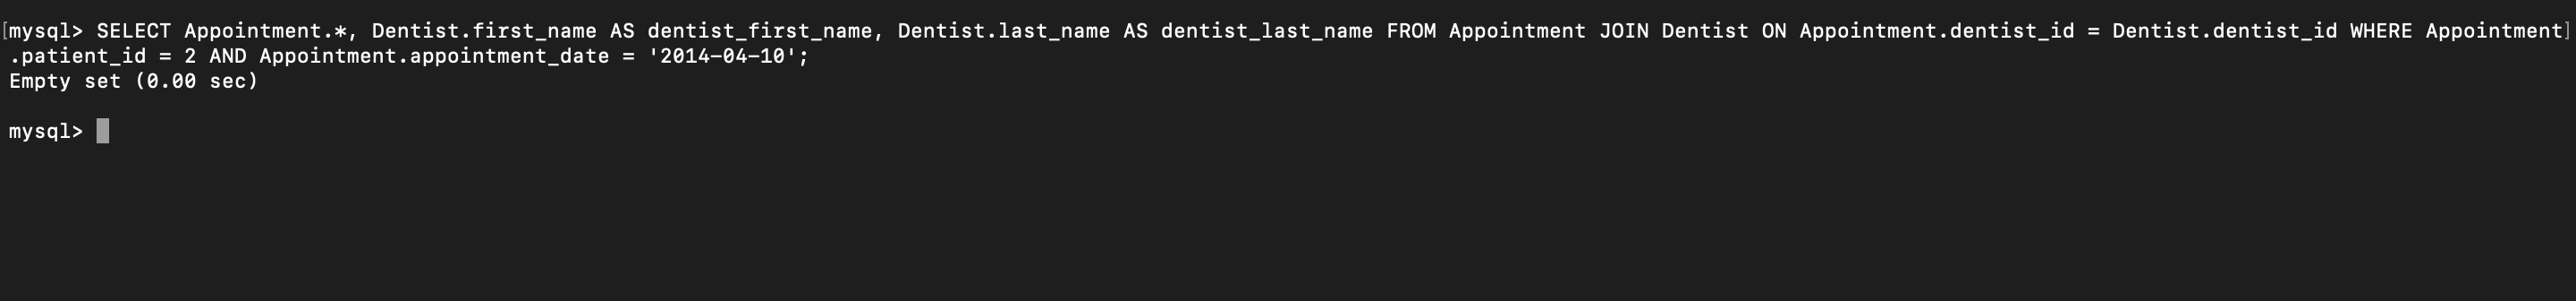 [mysql> SELECT Appointment.*, Dentist.first_name AS dentist_first_name, Dentist.last_name AS dentist_last_name FROM Appointment JOIN Dentist ON Appointment.dentist_id = Dentist.dentist_id WHERE Appointment]
.patient_id = 2 AND Appointment.appointment_date = '2014-04-10';
Empty set (0.00 sec)
mysql>